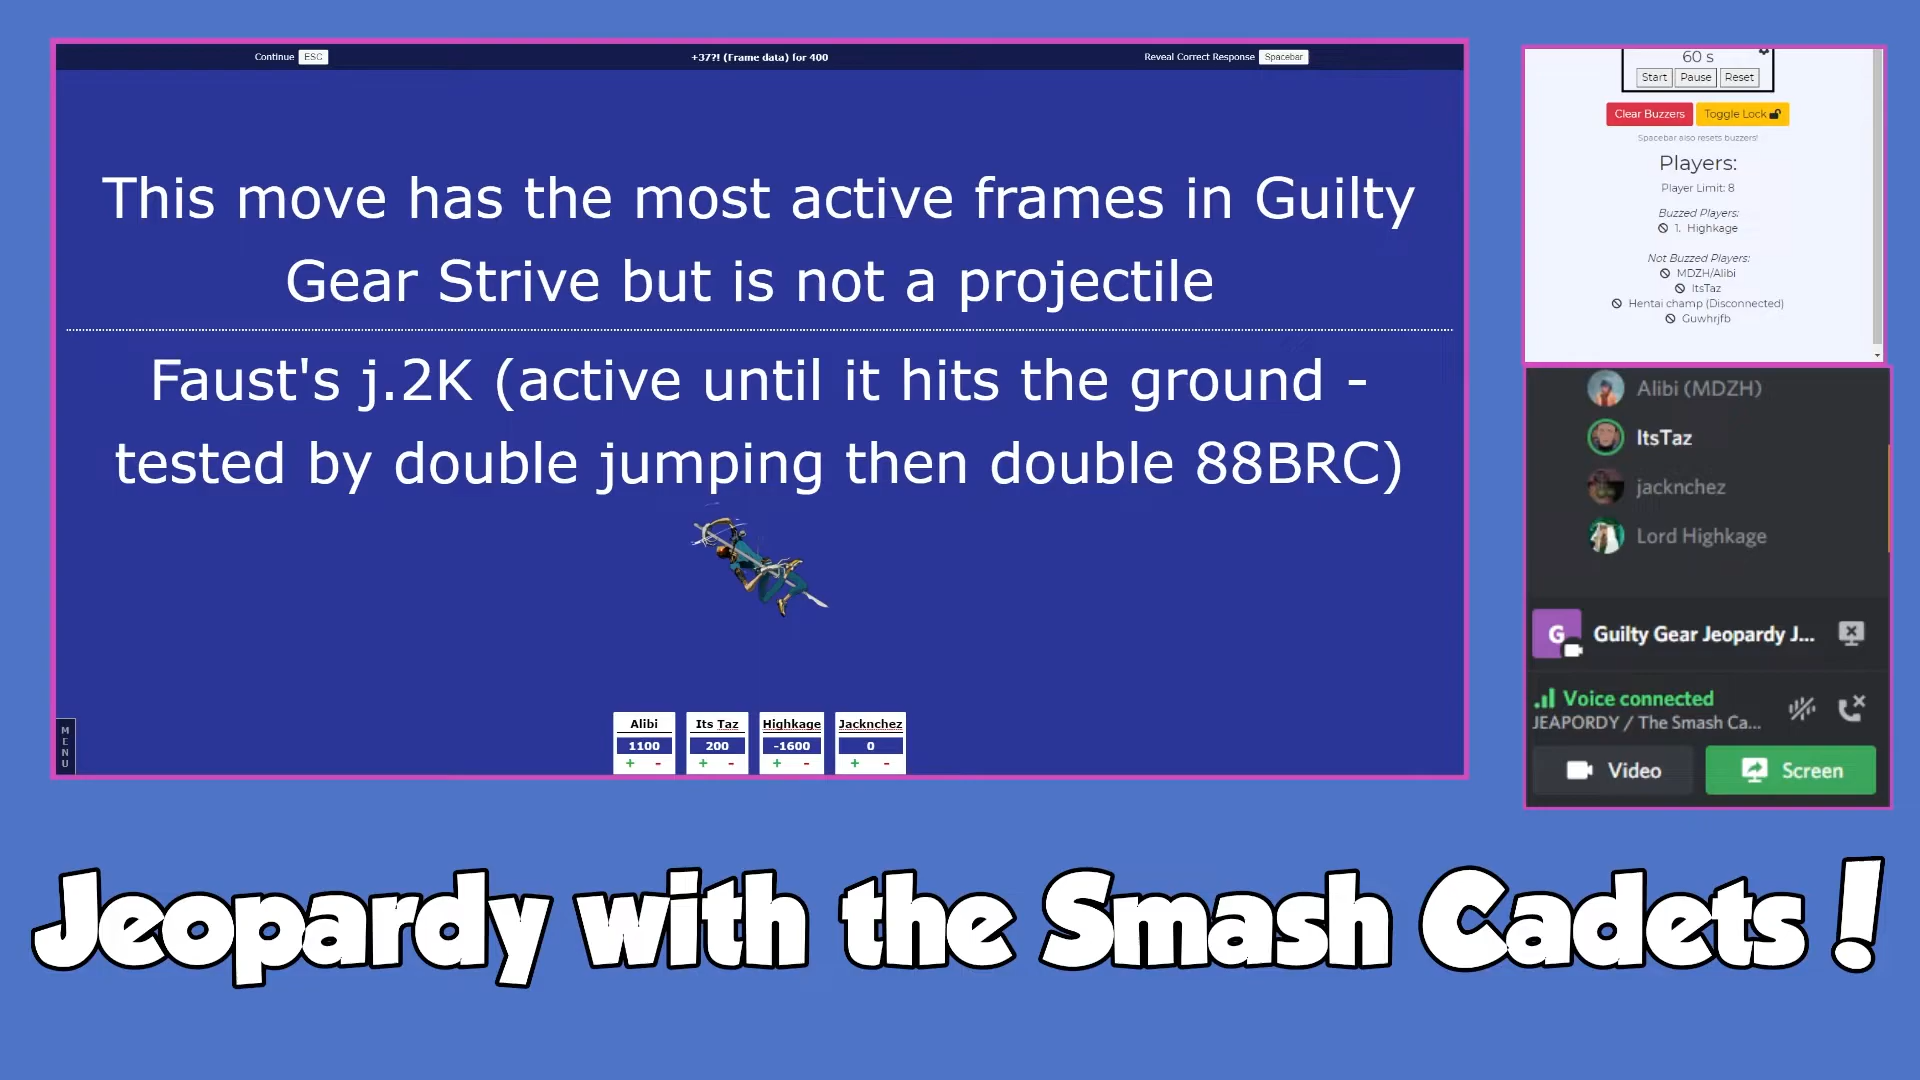 Continue ESC
+37?! (Frame data) for 400
Reveal Correct Response Spacebar
This move has the most active frames in Guilty
Gear Strive but is not a projectile
Faust's j.2K (active until it hits the ground -
tested by double jumping then double 88BRC)
MENU
Alibi
1100
+ -
Its Taz
200
+ -
Highkage
-1600
+ -
Jacknchez
0
+ -
60 s
Start Pause Reset
Clear Buzzers Toggle Lock
Spacebar also resets buzzers!
Players:
Player Limit: 8
Buzzed Players:
1. Highkage
Not Buzzed Players:
MDZH/Alibi
ItsTaz
Hentai champ (Disconnected)
Guwhrjfb
Alibi (MDZH)
ItsTaz
jacknchez
Lord Highkage
G
Guilty Gear Jeopardy J...
Voice connected
JEAPORDY / The Smash Ca...
Video
Screen
Jeopardy with the Smash Cadets!